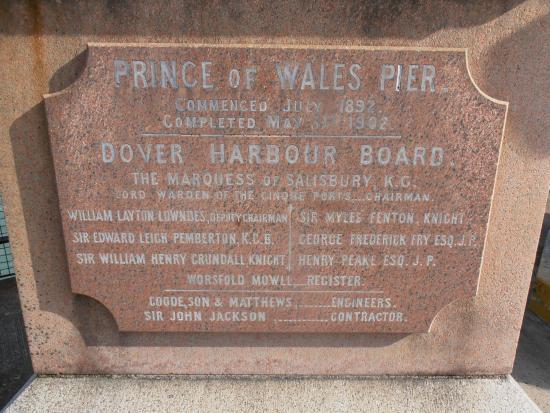 PRINCE OF WALES PIER.
COMMENCED JULY 1892.
COMPLETED MAY 1902
DOVER HARBOUR BOARD.
THE MARQUESS OF SALISBURY, K.G.
LORD WARDEN OF THE CINQUE PORTS__CHAIRMAN.
WILLIAM LAYTON LOWNDES, DEPUTY CHAIRMAN
SIR EDWARD LEIGH PEMBERTON, K.C.B.
SIR WILLIAM HENRY CRUNDALL, KNIGHT
SIR MYLES FENTON, KNIGHT
GEORGE FREDERICK FRY ESQ. J.P.
HENRY PEAKE ESQ. J.P.
WORSFOLD MOWLL, REGISTER.
COODE, SON & MATTHEWS,........ENGINEERS.
SIR JOHN JACKSON ............CONTRACTOR.